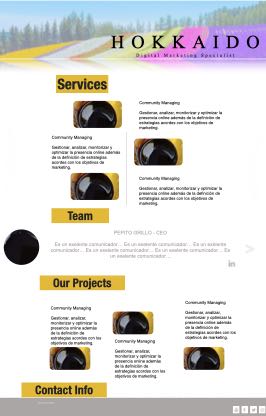 HOKKAIDO
Digital Marketing Specialist
Services
Community Managing
Gestionar, analizar,
monitorizar y optimizar la
presencia online además de
la definición de estrategias
acordes con los objetivos de
marketing.
Community Managing
Gestionar, analizar, monitorizar y
optimizar la presencia online además
de la definición de estrategias
acordes con los objetivos de
marketing.
Community Managing
Gestionar, analizar, monitorizar y optimizar la
presencia online además de la definición de
estrategias acordes con los objetivos de
marketing.
Team
PEPITO GRILLO - CEO
Es un exelente comunicador... Es un exelente comunicador... Es un exelente
comunicador... Es un exelente comunicador... Es un exelente comunicador... Es
un exelente comunicador...
in
Our Projects
Community Managing
Gestionar, analizar,
monitorizar y optimizar
la presencia online
además de la definición
de estrategias acordes
con los objetivos de
marketing.
Community Managing
Gestionar, analizar,
monitorizar y optimizar la
presencia online además de
la definición de estrategias
acordes con los objetivos de
marketing.
Community Managing
Gestionar, analizar,
monitorizar y optimizar la
presencia online además
de la definición de
estrategias acordes con
los objetivos de
marketing.
Contact Info